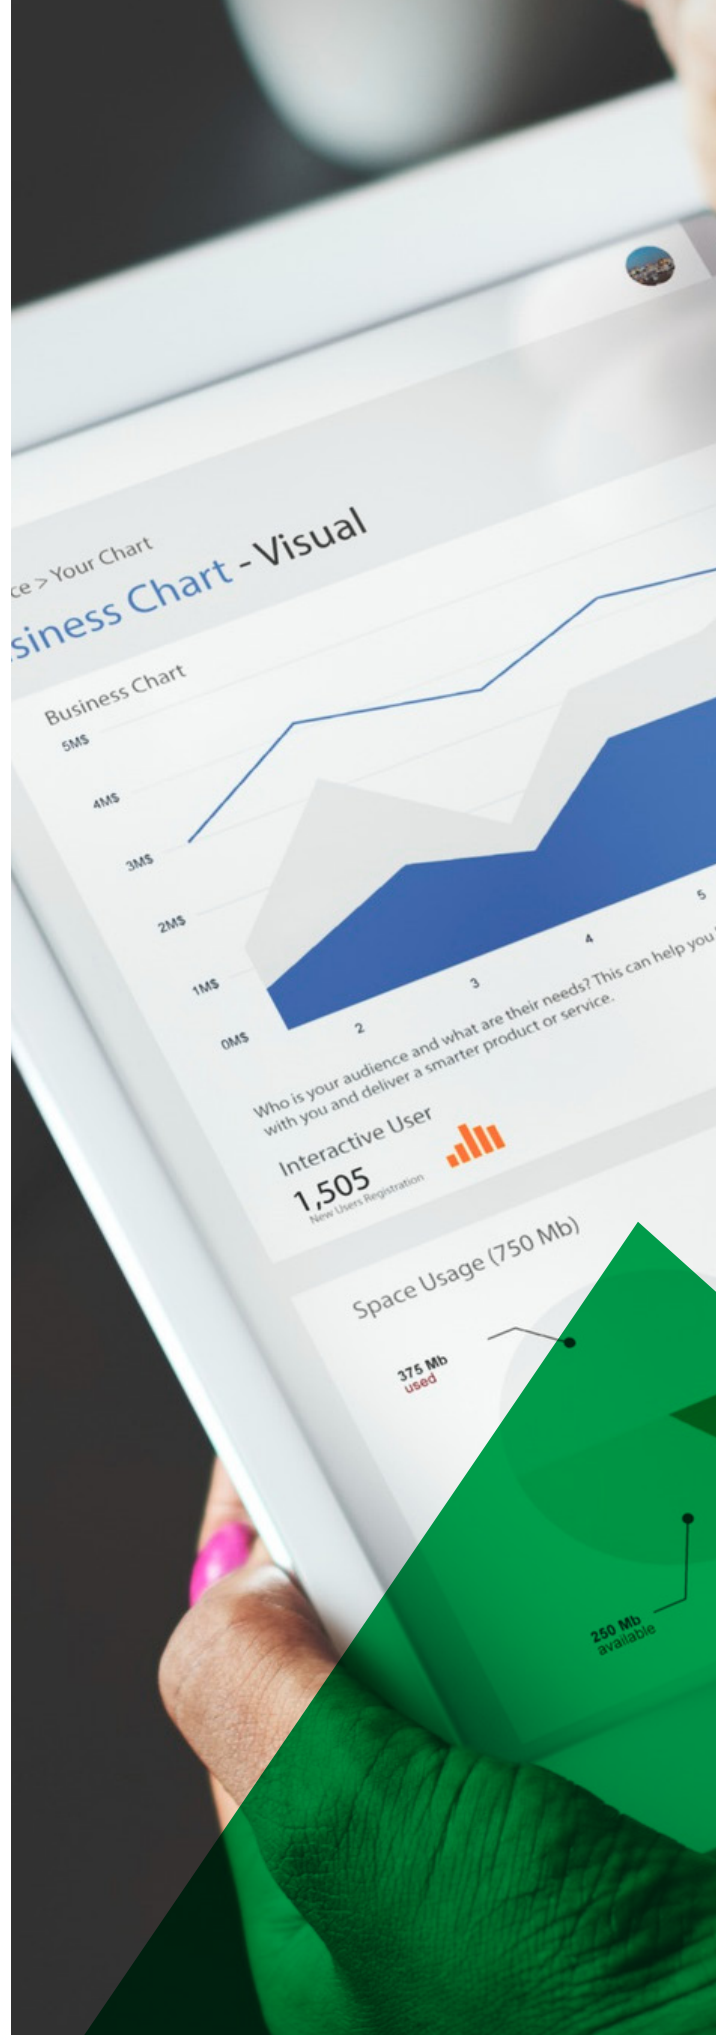 ce > Your Chart
siness Chart - Visual
Business Chart
5M$
4M$
3M$
2M$
1M$
0M$
2
3
4
5
Who is your audience and what are their needs? This can help you
with you and deliver a smarter product or service.
Interactive User
1,505
New Users Registration
Space Usage (750 Mb)
375 Mb
used
250 Mb
available